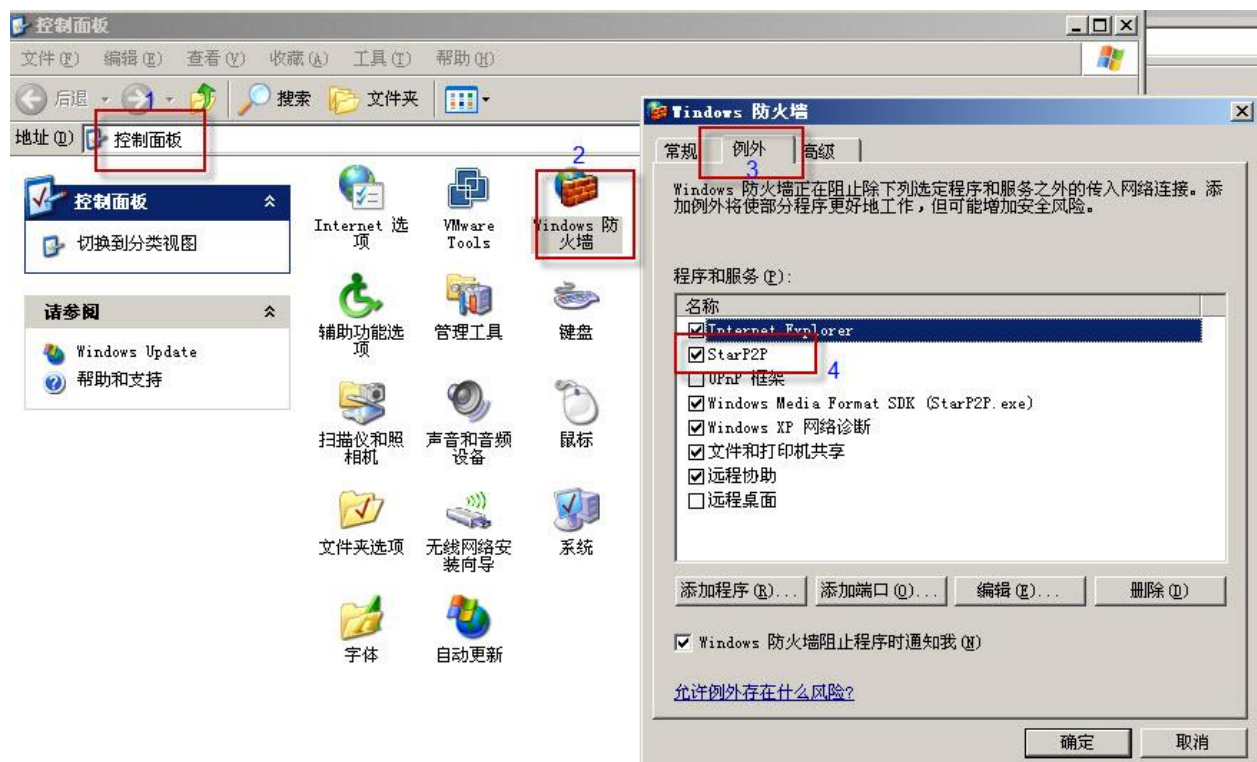 控制面板
文件(F) 编辑(E) 查看(V) 收藏(A) 工具(T) 帮助(H)
后退 1 搜索 文件夹
地址(D) 控制面板
控制面板
切换到分类视图
请参阅
Windows Update
帮助和支持
Internet 选
项
VMware
Tools
2
Windows 防
火墙
辅助功能选
项
管理工具
键盘
扫描仪和照
相机
声音和音频
设备
鼠标
文件夹选项
无线网络安
装向导
系统
字体
自动更新
Windows 防火墙
常规 例外 高级
3
Windows 防火墙正在阻止除下列选定程序和服务之外的传入网络连接。添
加例外将使部分程序更好地工作，但可能增加安全风险。
程序和服务(P):
名称
Internet Explorer
StarP2P
4
UPnP 框架
Windows Media Format SDK (StarP2P.exe)
Windows XP 网络诊断
文件和打印机共享
远程协助
远程桌面
添加程序(R)... 添加端口(O)... 编辑(E)... 删除(D)
Windows 防火墙阻止程序时通知我(N)
允许例外存在什么风险?
确定 取消